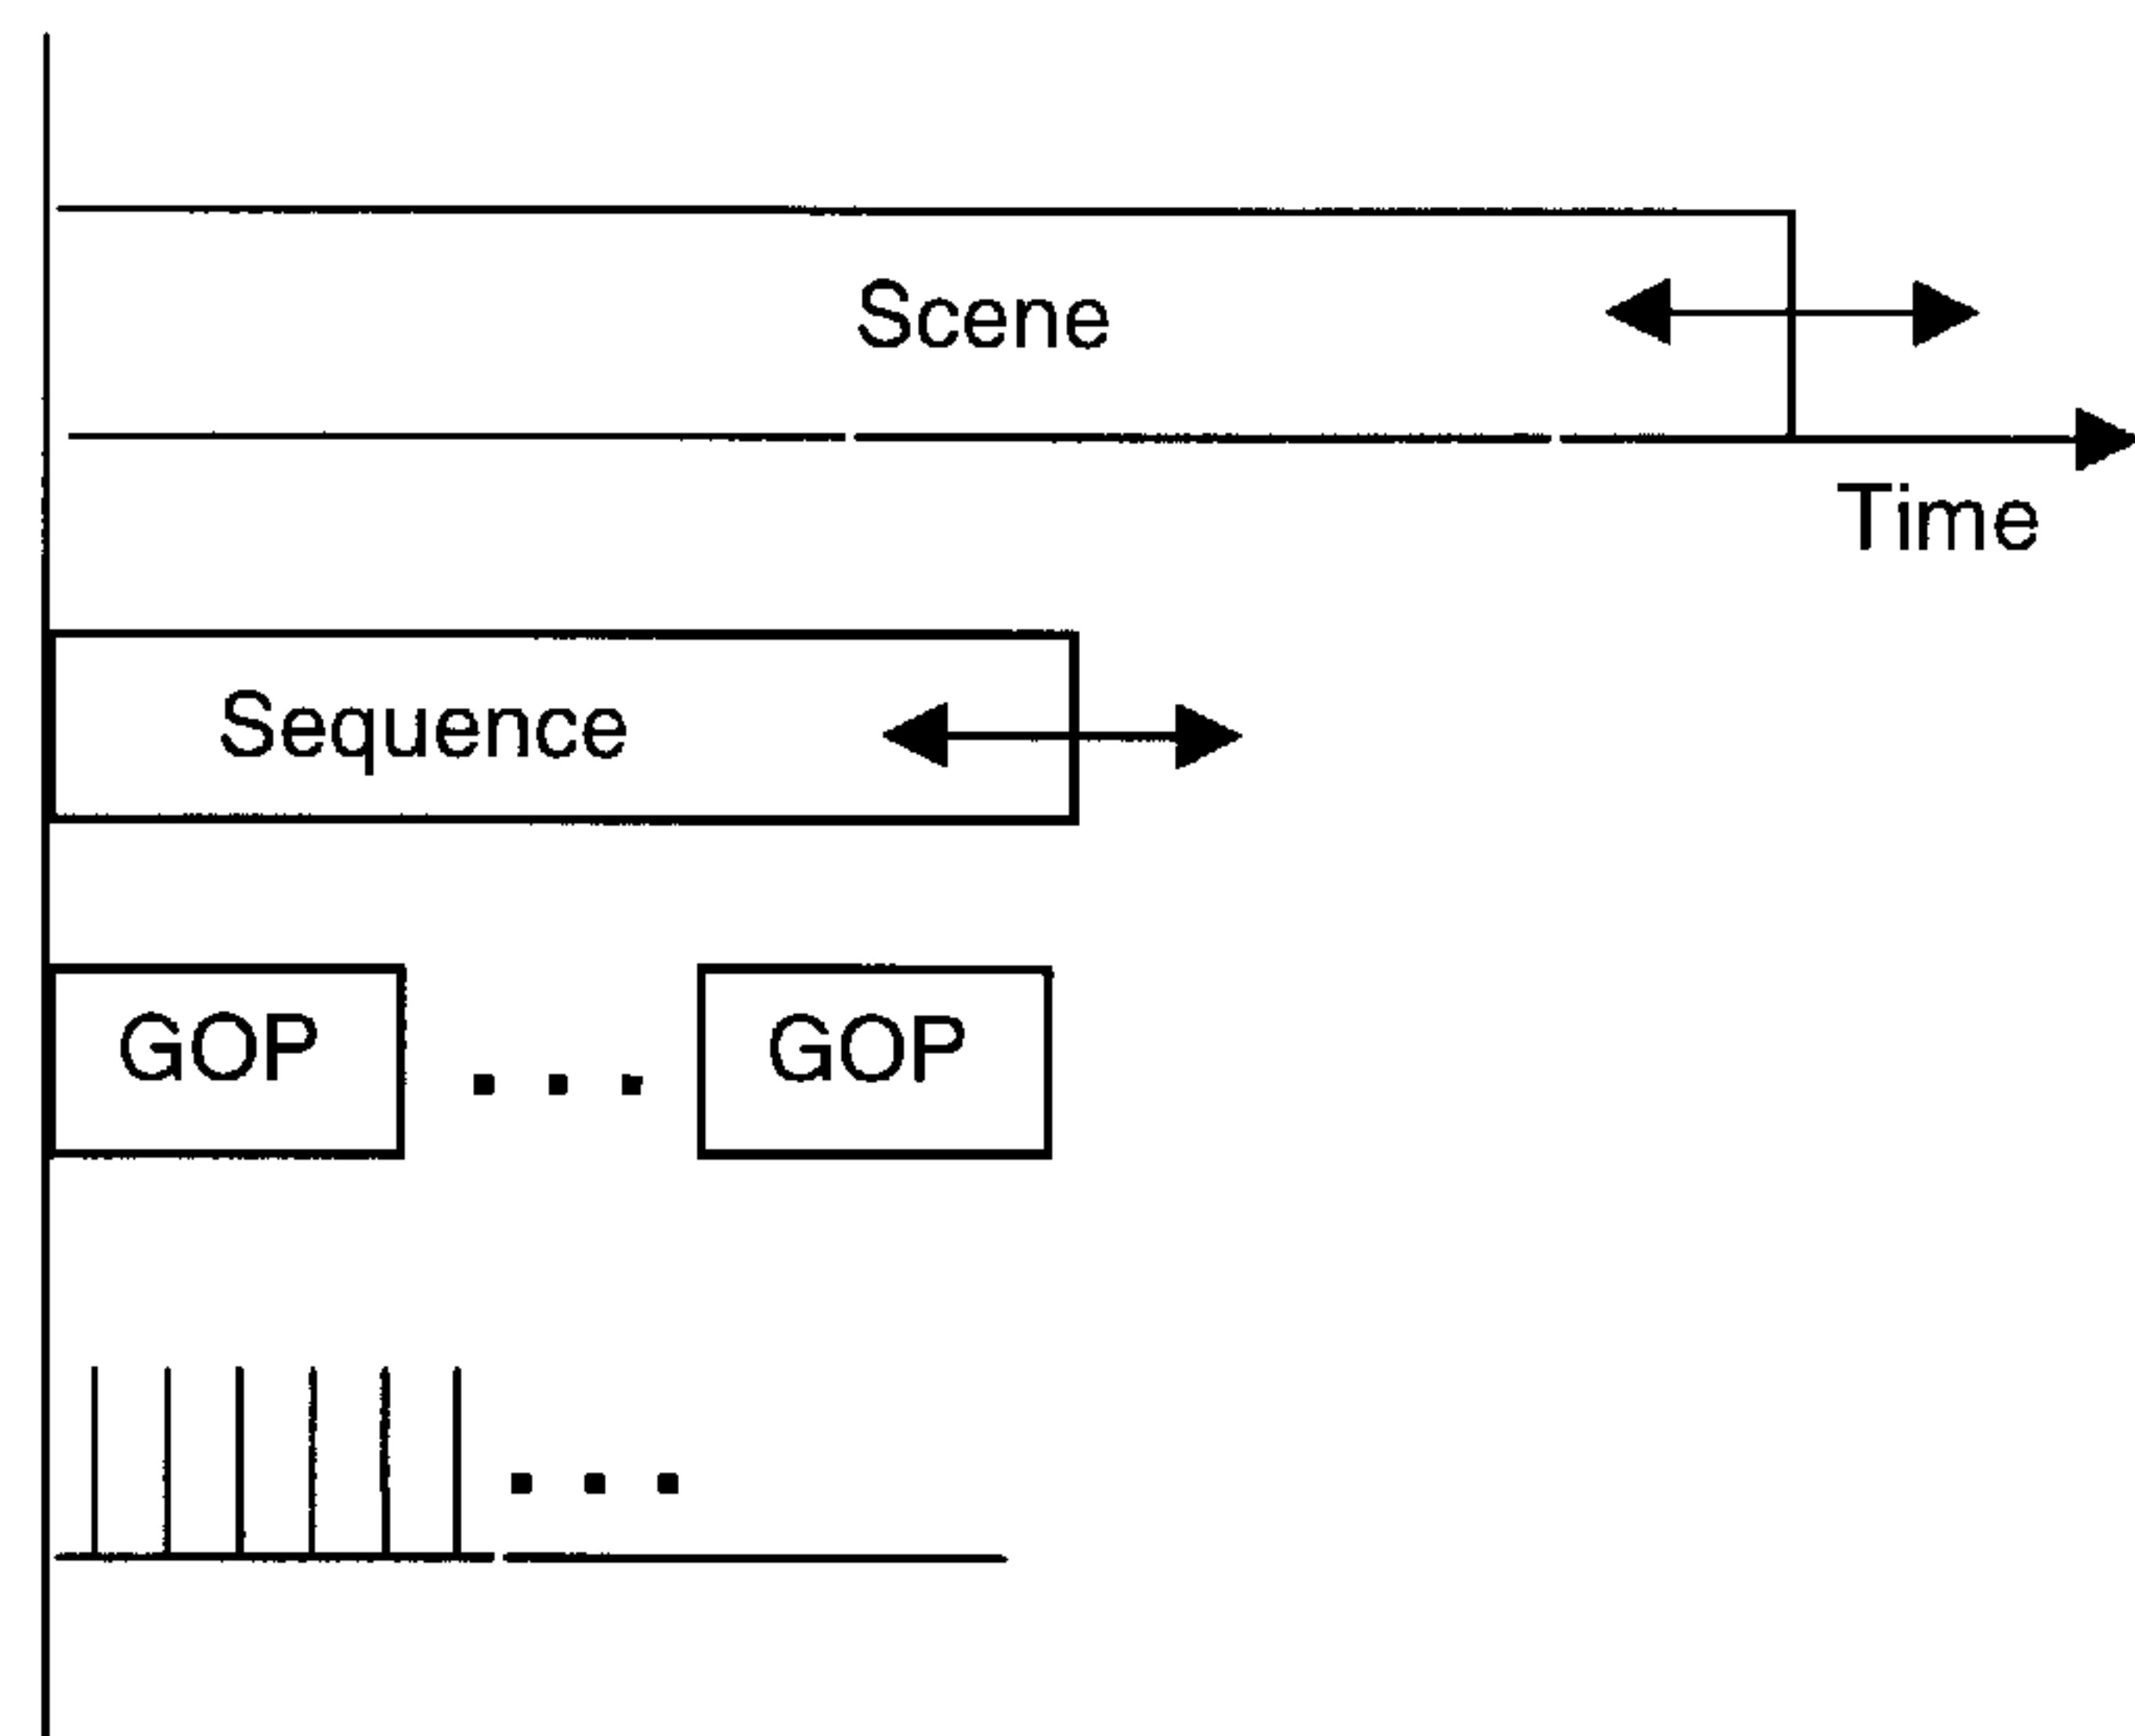 Scene
Time
Sequence
GOP . . . GOP
. . .